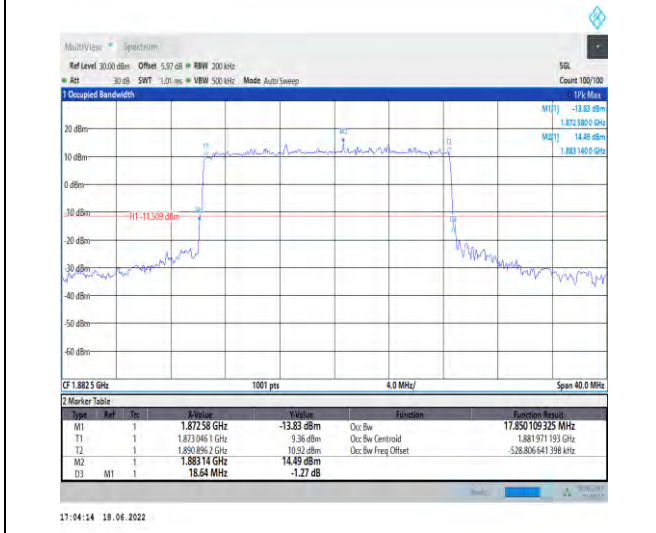 MultiView Spectrum
Ref Level 30.00 dBm Offset 5.97 dB RBW 200 kHz SGL
Att 30 dB SWT 1.01 ms VBW 500 kHz Mode Auto Sweep Count 100/100
1 Occupied Bandwidth 1Pk Max
M1[1] -13.83 dBm
1.872 580 0 GHz
M2[1] 14.49 dBm
1.883 140 0 GHz
20 dBm
M2
T1
T2
10 dBm
0 dBm
M1
-10 dBm
H1 -11.509 dBm
D3
-20 dBm
-30 dBm
-40 dBm
-50 dBm
-60 dBm
CF 1.882 5 GHz 1001 pts 4.0 MHz/ Span 40.0 MHz
2 Marker Table
Type Ref Trc X-Value Y-Value Function Function Result
M1 1 1.872 58 GHz -13.83 dBm Occ Bw 17.850 109 325 MHz
T1 1 1.873 046 1 GHz 9.36 dBm Occ Bw Centroid 1.881 971 193 GHz
T2 1 1.890 896 2 GHz 10.92 dBm Occ Bw Freq Offset -528.806 641 398 kHz
M2 1 1.883 14 GHz 14.49 dBm
D3 M1 1 18.64 MHz -1.27 dB
17:04:14 18.06.2022